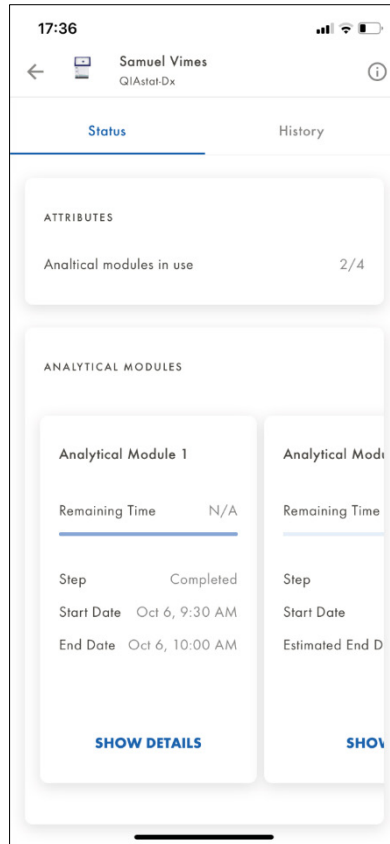 17:36
Samuel Vimes
QIAstat-Dx
Status History
ATTRIBUTES
Analtical modules in use 2/4
ANALYTICAL MODULES
Analytical Module 1
Remaining Time N/A
Step Completed
Start Date Oct 6, 9:30 AM
End Date Oct 6, 10:00 AM
SHOW DETAILS
Analytical Modu
Remaining Time
Step
Start Date
Estimated End D
SHOW